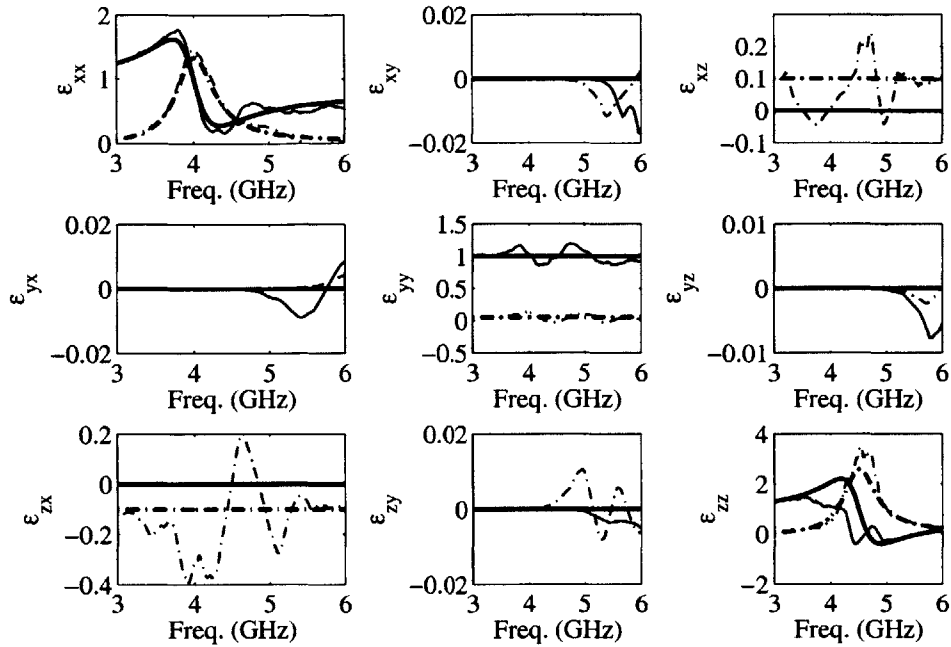 2
1
0
ε_xx
3 4 5 6
Freq. (GHz)
0.02
0
−0.02
ε_xy
3 4 5 6
Freq. (GHz)
0.2
0.1
0
−0.1
ε_xz
3 4 5 6
Freq. (GHz)
0.02
0
−0.02
ε_yx
3 4 5 6
Freq. (GHz)
1.5
1
0.5
0
−0.5
ε_yy
3 4 5 6
Freq. (GHz)
0.01
0
−0.01
ε_yz
3 4 5 6
Freq. (GHz)
0.2
0
−0.2
−0.4
ε_zx
3 4 5 6
Freq. (GHz)
0.02
0
−0.02
ε_zy
3 4 5 6
Freq. (GHz)
4
2
0
−2
ε_zz
3 4 5 6
Freq. (GHz)